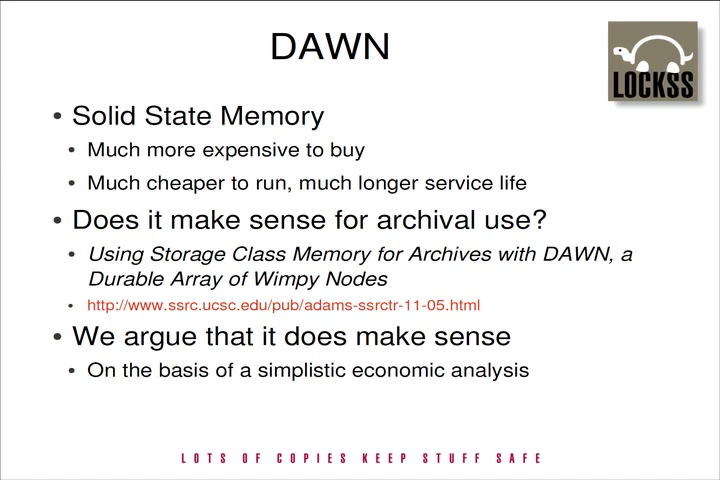 DAWN
LOCKSS
• Solid State Memory
• Much more expensive to buy
• Much cheaper to run, much longer service life
• Does it make sense for archival use?
• Using Storage Class Memory for Archives with DAWN, a
Durable Array of Wimpy Nodes
• http://www.ssrc.ucsc.edu/pub/adams-ssrctr-11-05.html
• We argue that it does make sense
• On the basis of a simplistic economic analysis
LOTS OF COPIES KEEP STUFF SAFE